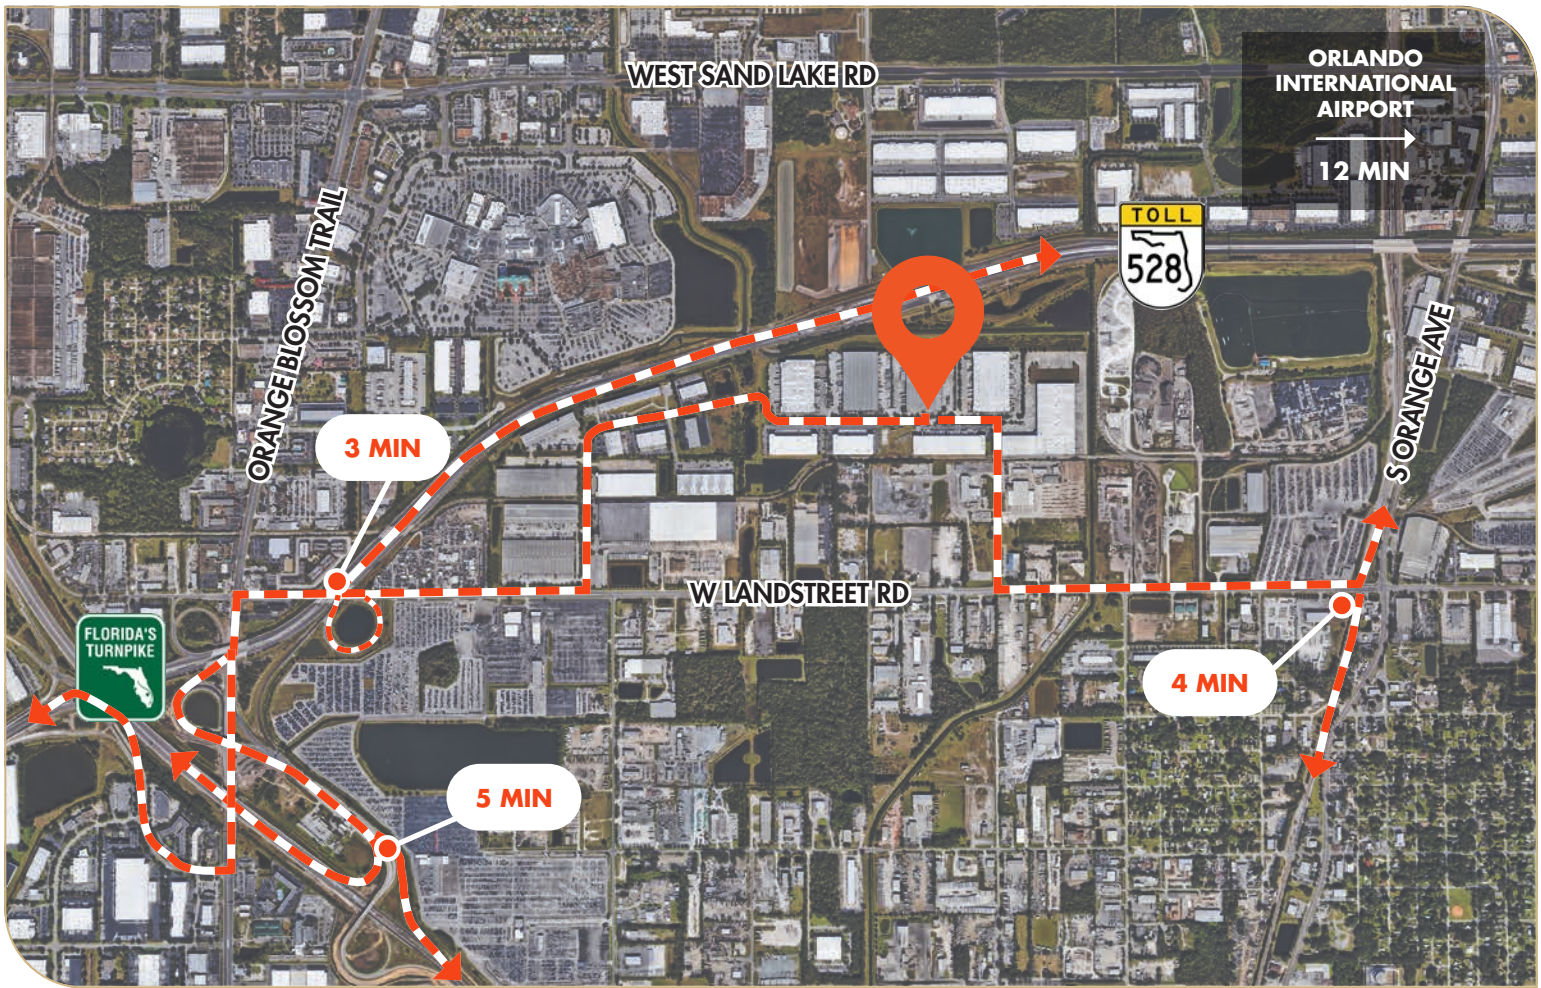 WEST SAND LAKE RD
ORLANDO
INTERNATIONAL
AIRPORT
12 MIN
TOLL
528
ORANGE BLOSSOM TRAIL
S ORANGE AVE
3 MIN
W LANDSTREET RD
FLORIDA'S
TURNPIKE
4 MIN
5 MIN